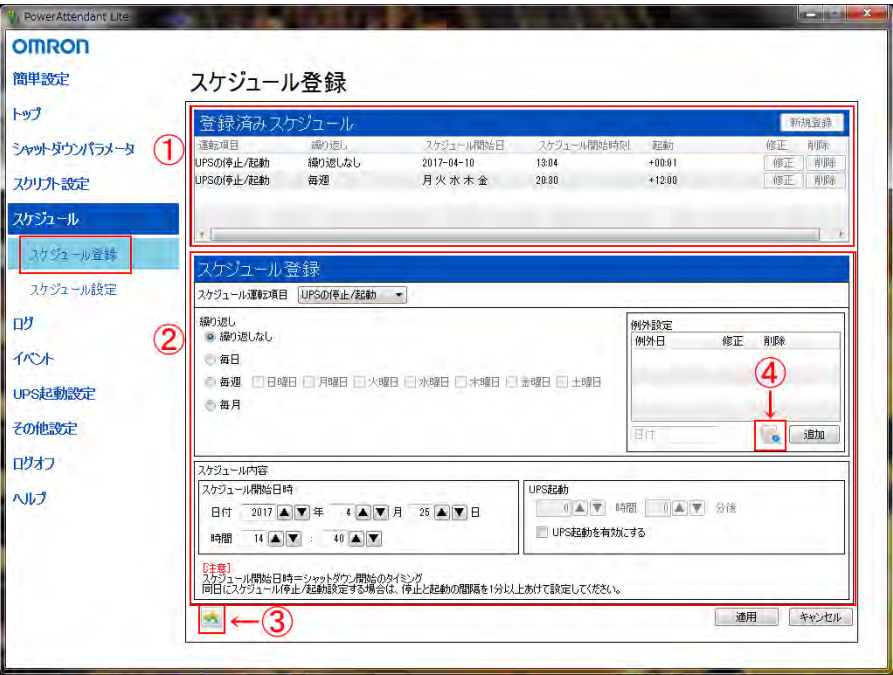 PowerAttendant Lite
OMRON
簡単設定
トップ
シャットダウンパラメータ
スクリプト設定
スケジュール
スケジュール登録
スケジュール設定
ログ
イベント
UPS起動設定
その他設定
ログオフ
ヘルプ
スケジュール登録
①
登録済みスケジュール 新規登録
運転項目 繰り返し スケジュール開始日 スケジュール開始時刻 起動 修正 削除
UPSの停止/起動 繰り返しなし 2017-04-10 13:04 +00:01 修正 削除
UPSの停止/起動 毎週 月火水木金 20:30 +12:00 修正 削除
②
スケジュール登録
スケジュール運転項目 UPSの停止/起動
繰り返し
繰り返しなし
毎日
毎週 日曜日 月曜日 火曜日 水曜日 木曜日 金曜日 土曜日
毎月
例外設定
例外日 修正 削除
④
日付 追加
スケジュール内容
スケジュール開始日時
日付 2017 年 4 月 25 日
時間 14 : 40
UPS起動
0 時間 0 分後
UPS起動を有効にする
[注意]
スケジュール開始日時=シャットダウン開始のタイミング
同日にスケジュール停止/起動設定する場合は、停止と起動の間隔を1分以上あけて設定してください。
←③
適用 キャンセル